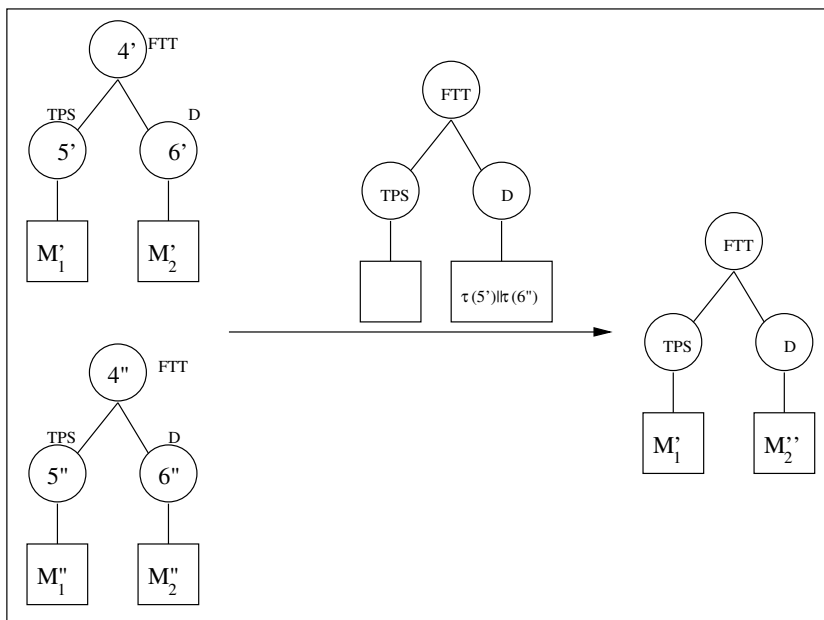 4' FTT
TPS D
5' 6'
M'1 M'2
4" FTT
TPS D
5" 6"
M"1 M"2
FTT
TPS D
τ(5')||τ(6")
FTT
TPS D
M'1 M''2